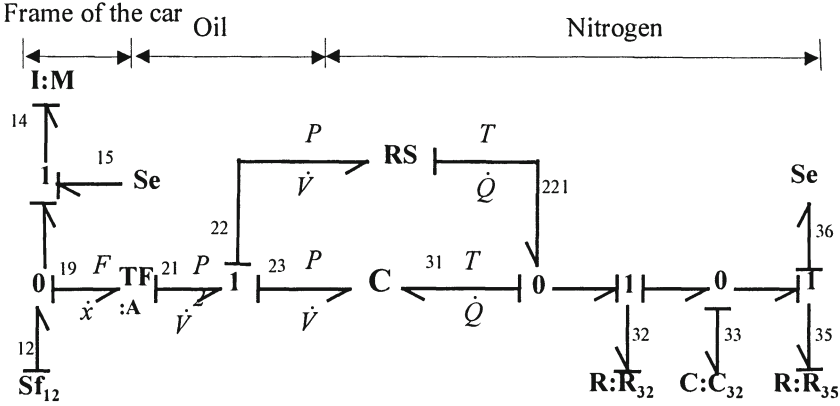 Frame of the car
Oil
Nitrogen
I:M
14
P
T
15
1
Se
RS
Se
V̇
Q̇
221
22
36
19 F
21 P
23 P
31 T
0
TF
1
C
0
1
0
1
:A
ẋ
V̇
2
V̇
Q̇
12
32
33
35
Sf12
R:R32
C:C32
R:R35